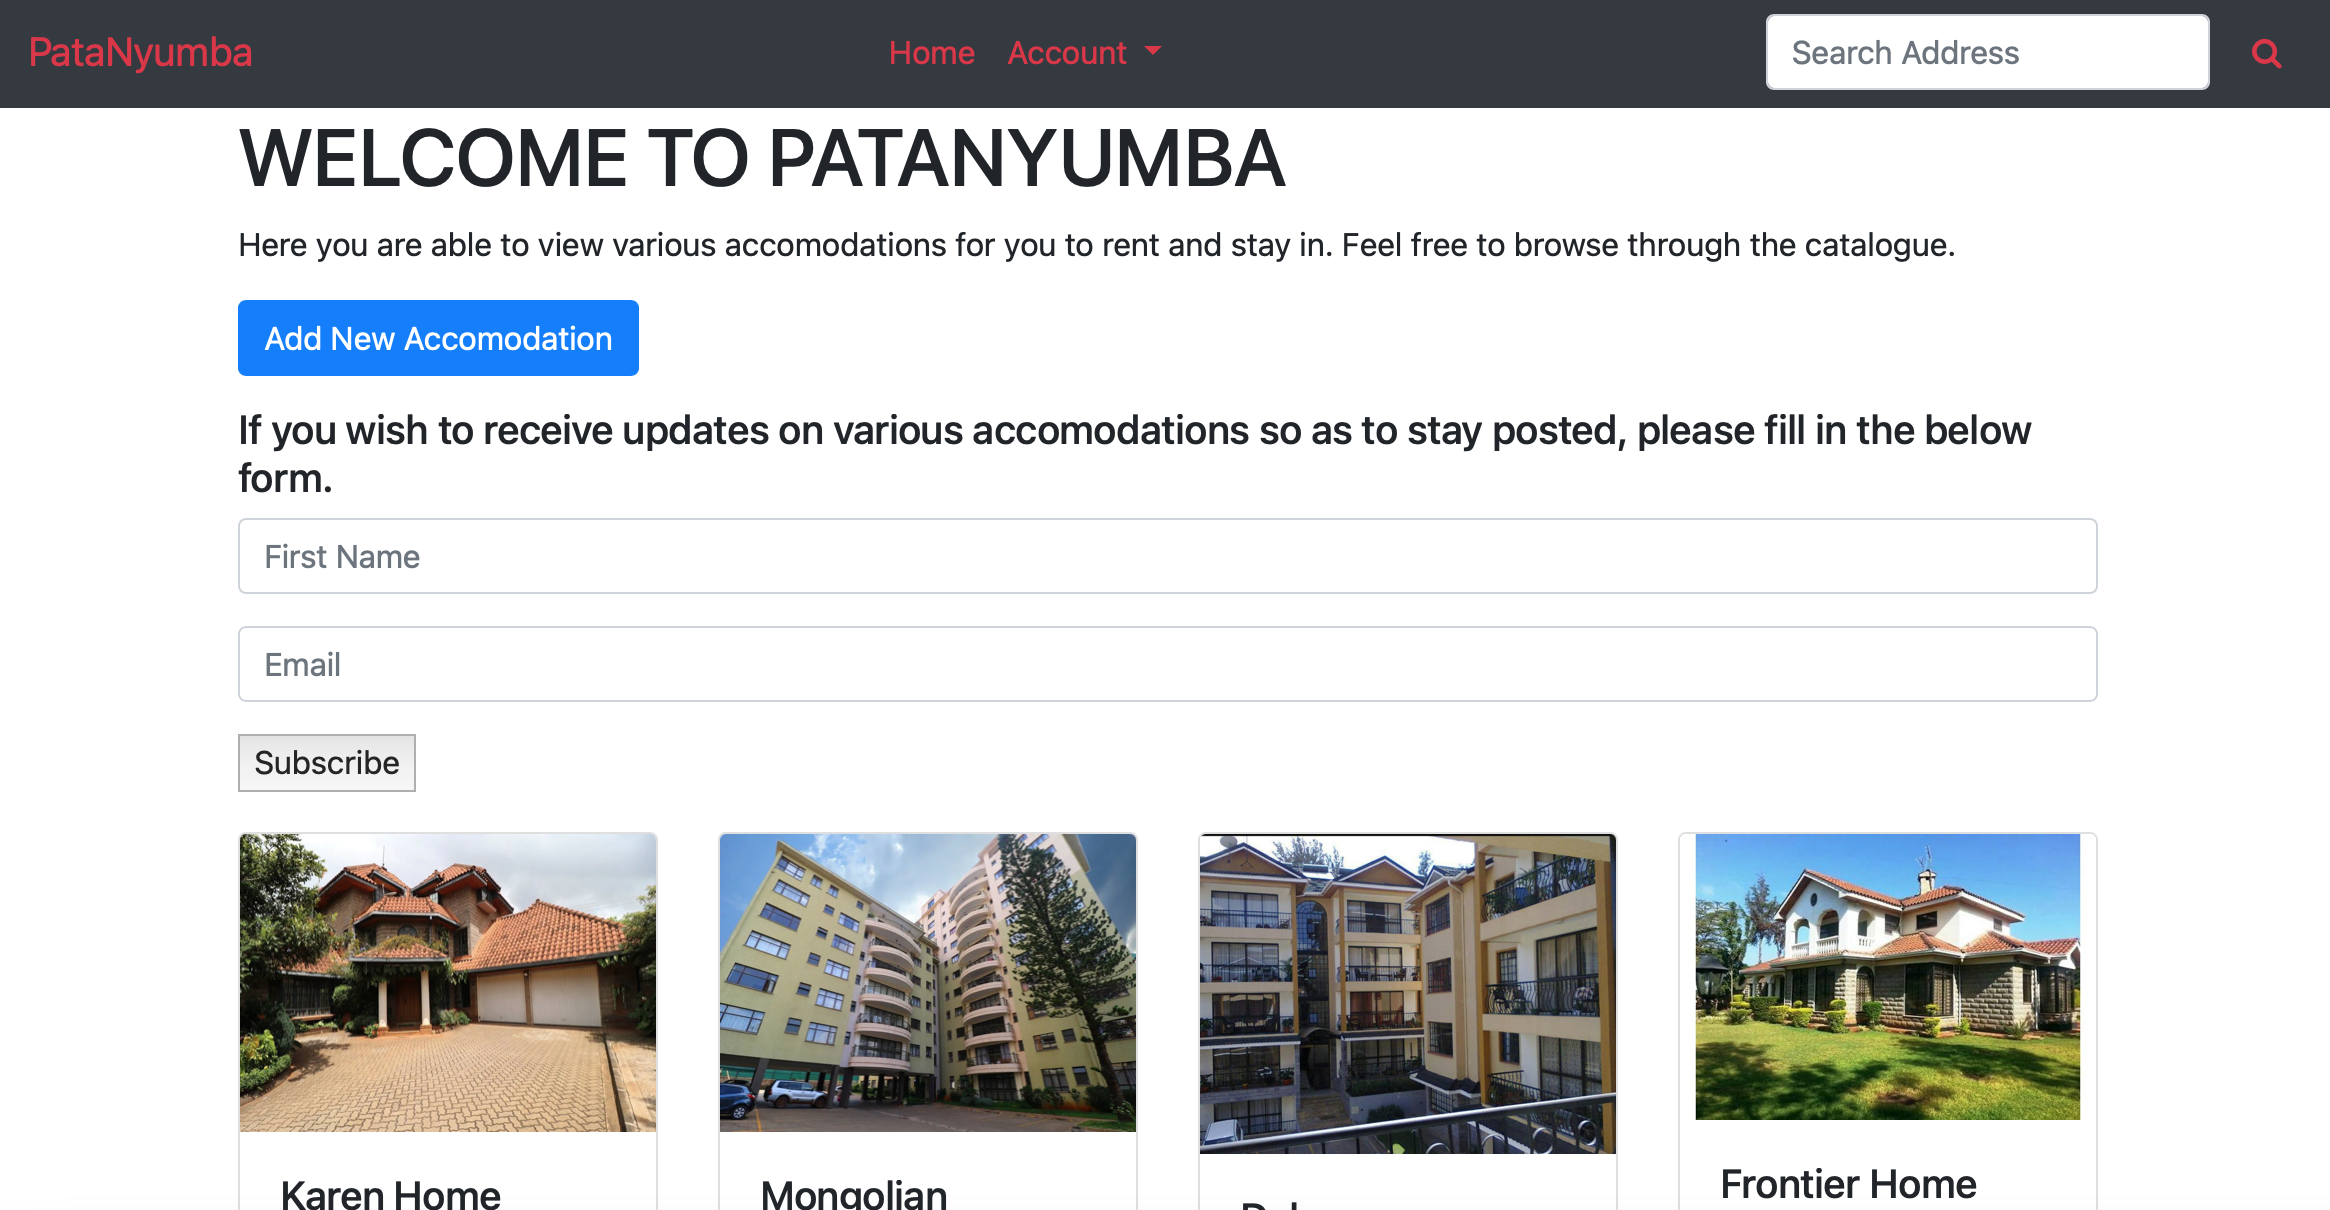 PataNyumba
Home Account
Search Address
WELCOME TO PATANYUMBA
Here you are able to view various accomodations for you to rent and stay in. Feel free to browse through the catalogue.
Add New Accomodation
If you wish to receive updates on various accomodations so as to stay posted, please fill in the below
form.
First Name
Email
Subscribe
Karen Home
Mongolian
Frontier Home